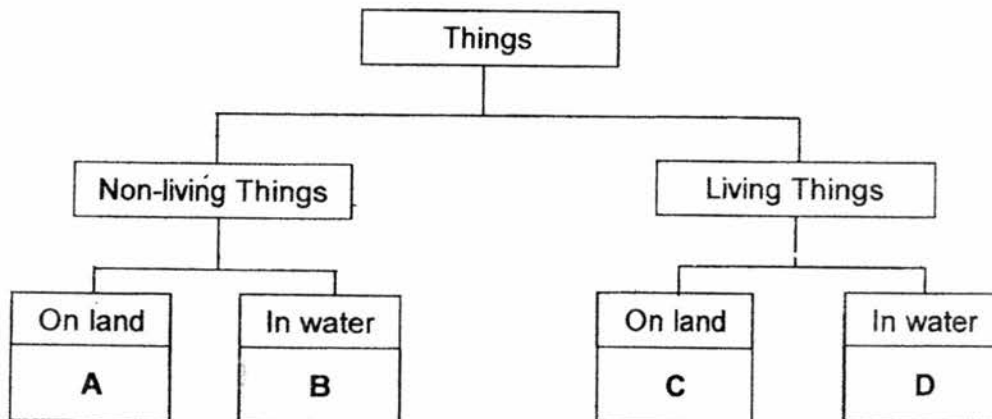 Things
Non-living Things
Living Things
On land
In water
On land
In water
A
B
C
D